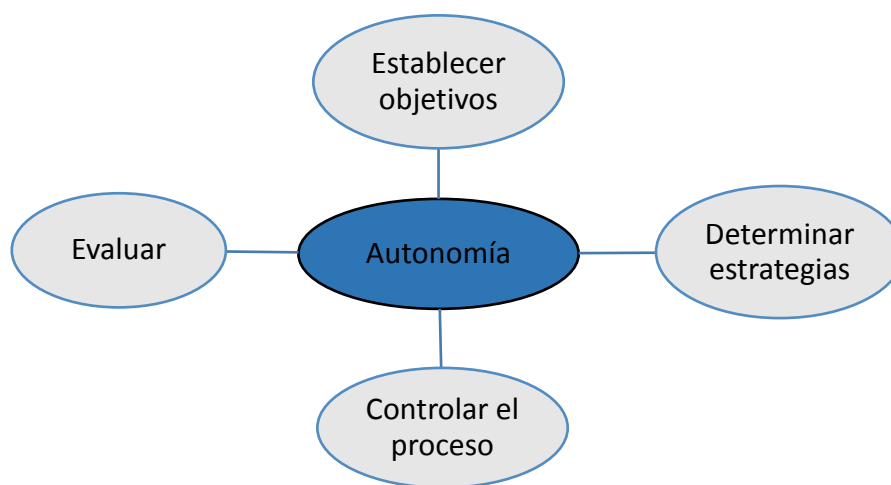 Establecer
objetivos
Evaluar
Autonomía
Determinar
estrategias
Controlar el
proceso